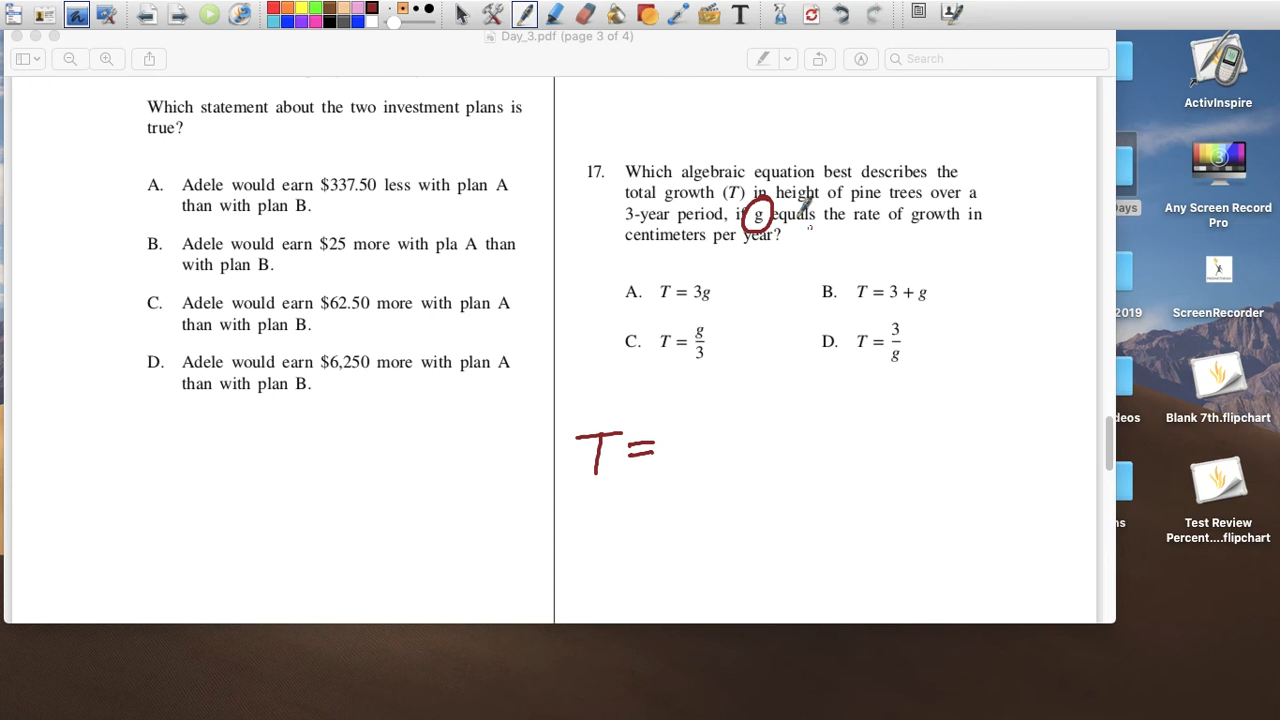 Day_3.pdf (page 3 of 4)
Search
Which statement about the two investment plans is
true?
A. Adele would earn $337.50 less with plan A
than with plan B.
B. Adele would earn $25 more with pla A than
with plan B.
C. Adele would earn $62.50 more with plan A
than with plan B.
D. Adele would earn $6,250 more with plan A
than with plan B.
17. Which algebraic equation best describes the
total growth (T) in height of pine trees over a
3-year period, if g equals the rate of growth in
centimeters per year?
A. T = 3g
B. T = 3 + g
C. T = g/3
D. T = 3/g
T =
ActivInspire
Days
Any Screen Record
Pro
2019
ScreenRecorder
deos
Blank 7th.flipchart
ns
Test Review
Percent....flipchart